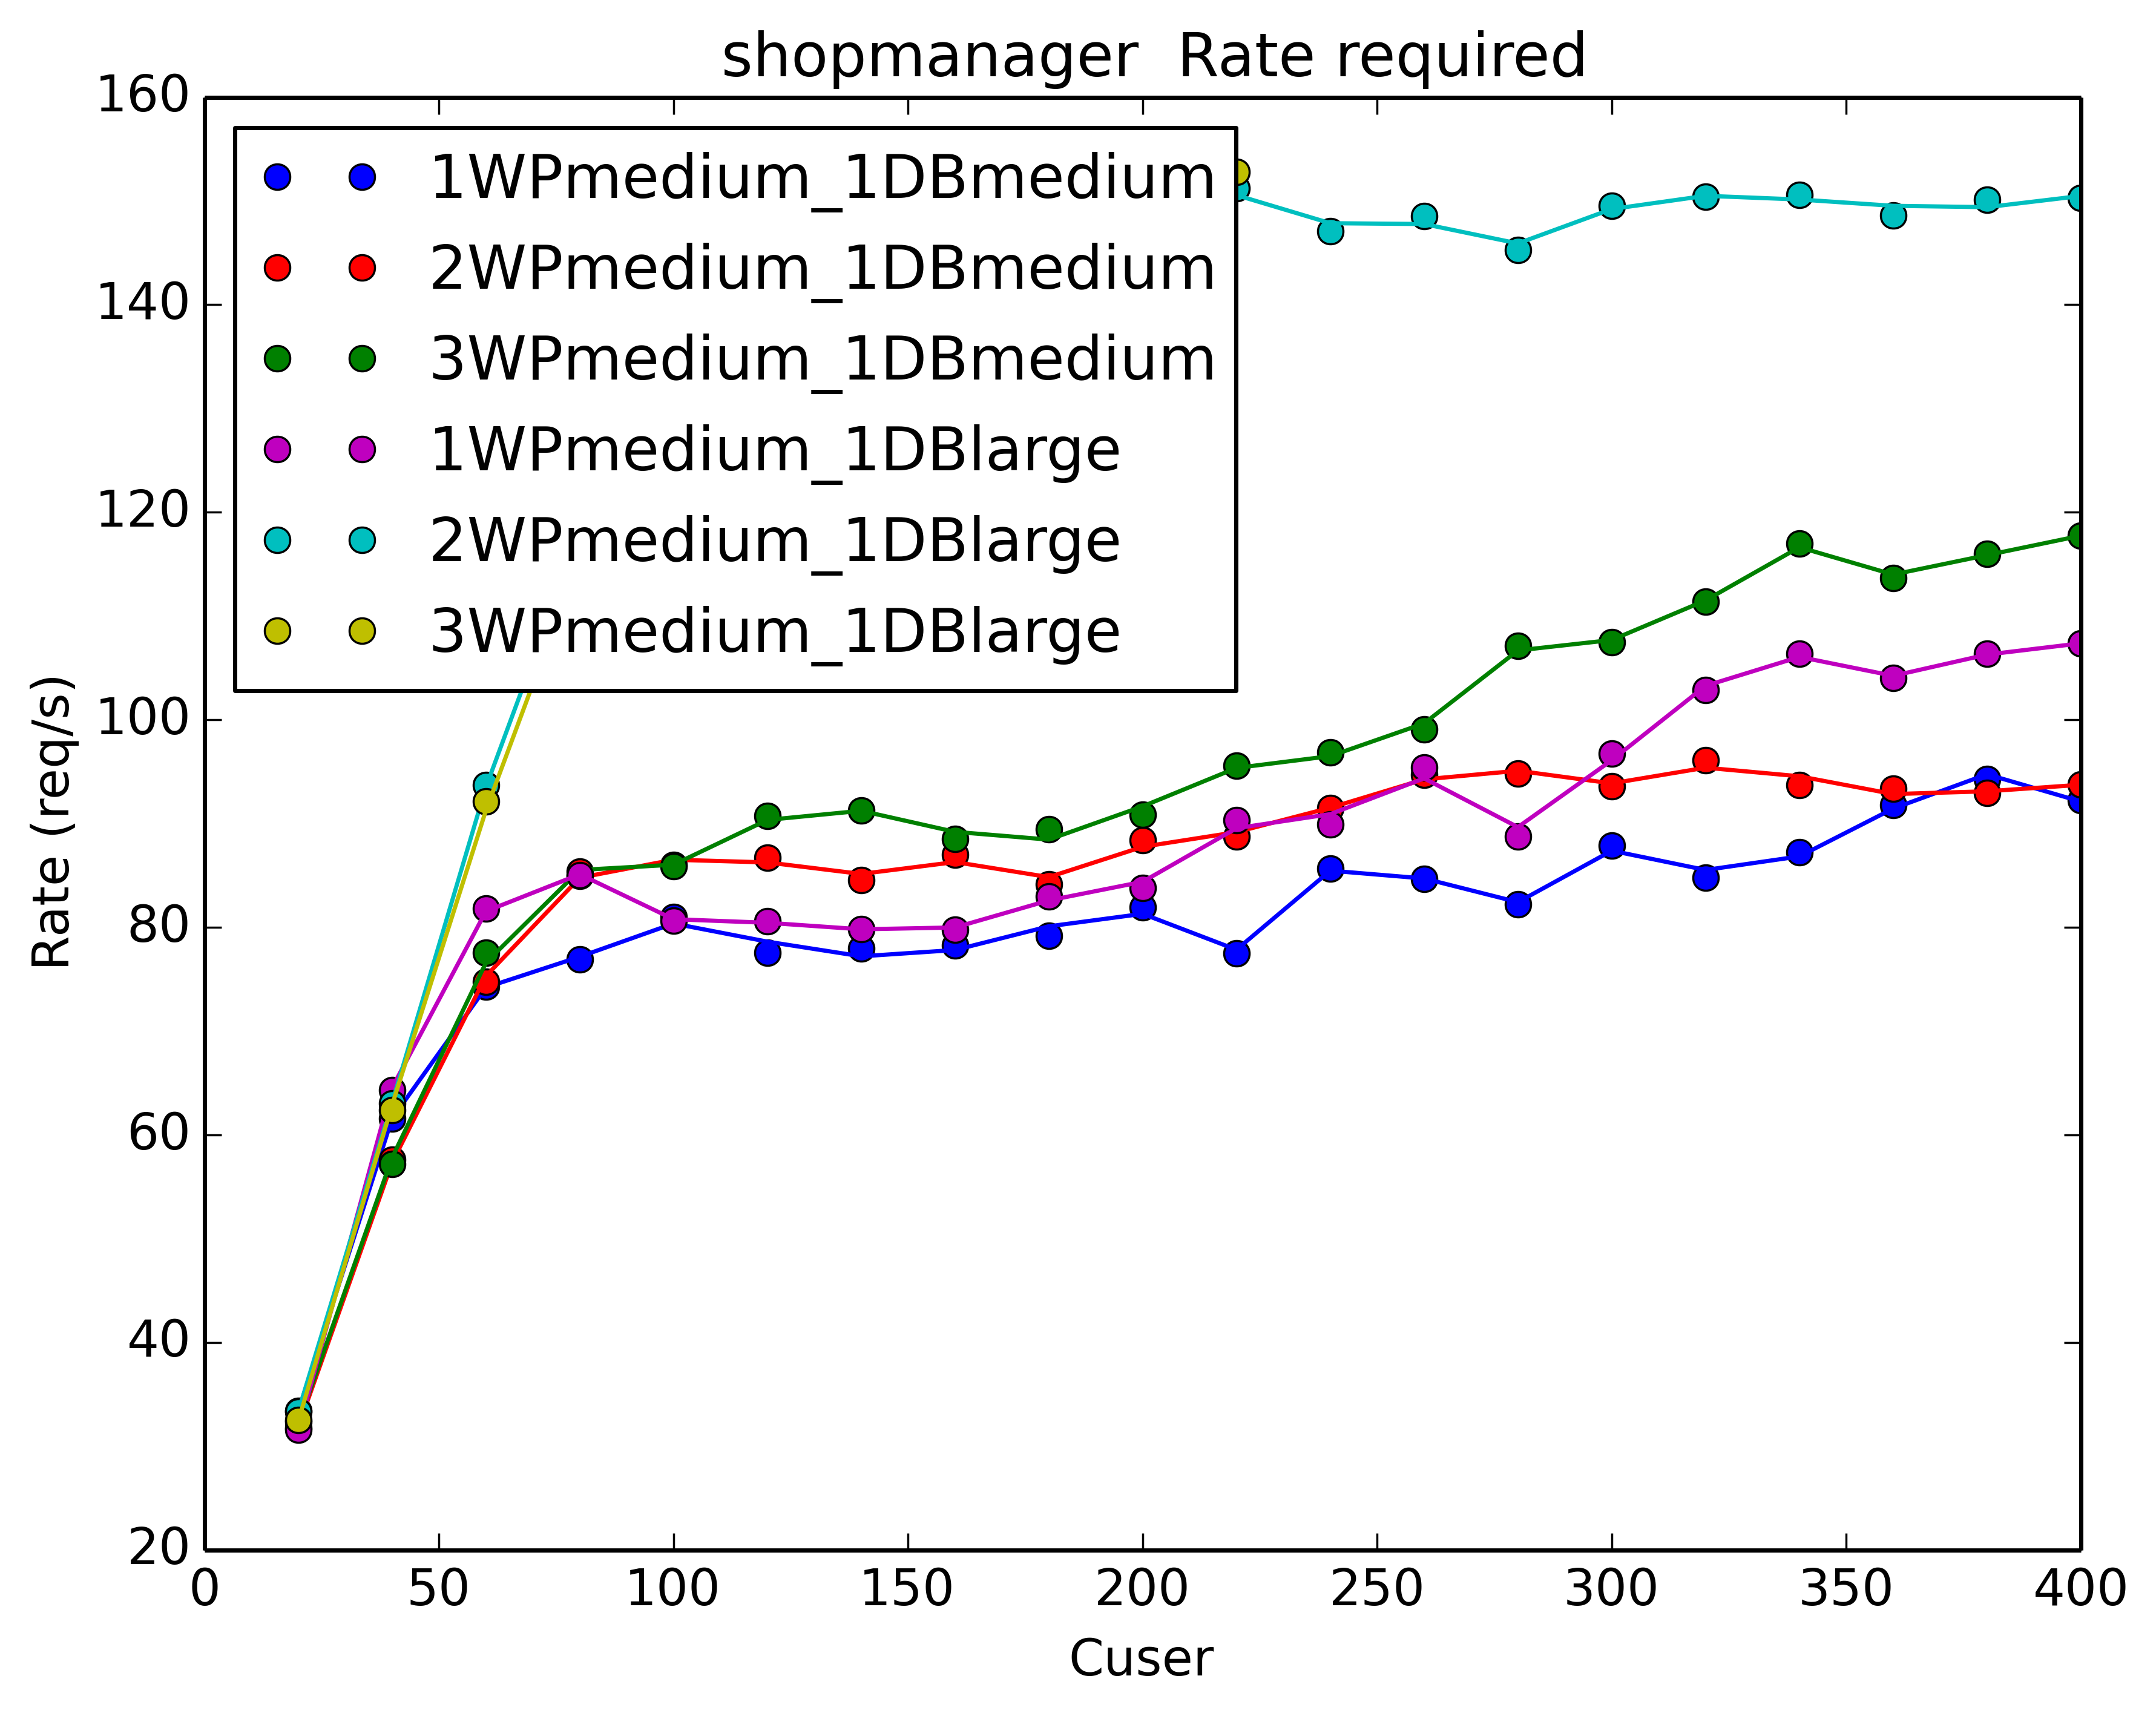 shopmanager  Rate required
160
140
120
100
80
60
40
20
Rate (req/s)
1WPmedium_1DBmedium
2WPmedium_1DBmedium
3WPmedium_1DBmedium
1WPmedium_1DBlarge
2WPmedium_1DBlarge
3WPmedium_1DBlarge
0 50 100 150 200 250 300 350 400
Cuser